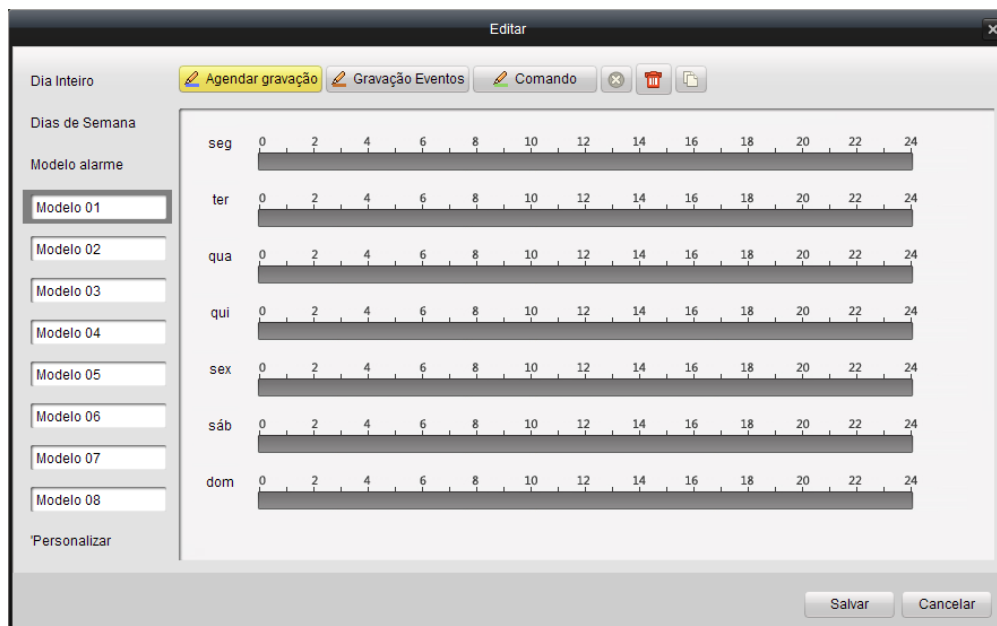 Editar
Dia Inteiro
Agendar gravação Gravação Eventos Comando
Dias de Semana
Modelo alarme
Modelo 01
Modelo 02
Modelo 03
Modelo 04
Modelo 05
Modelo 06
Modelo 07
Modelo 08
'Personalizar
seg 0 2 4 6 8 10 12 14 16 18 20 22 24
ter 0 2 4 6 8 10 12 14 16 18 20 22 24
qua 0 2 4 6 8 10 12 14 16 18 20 22 24
qui 0 2 4 6 8 10 12 14 16 18 20 22 24
sex 0 2 4 6 8 10 12 14 16 18 20 22 24
sáb 0 2 4 6 8 10 12 14 16 18 20 22 24
dom 0 2 4 6 8 10 12 14 16 18 20 22 24
Salvar Cancelar